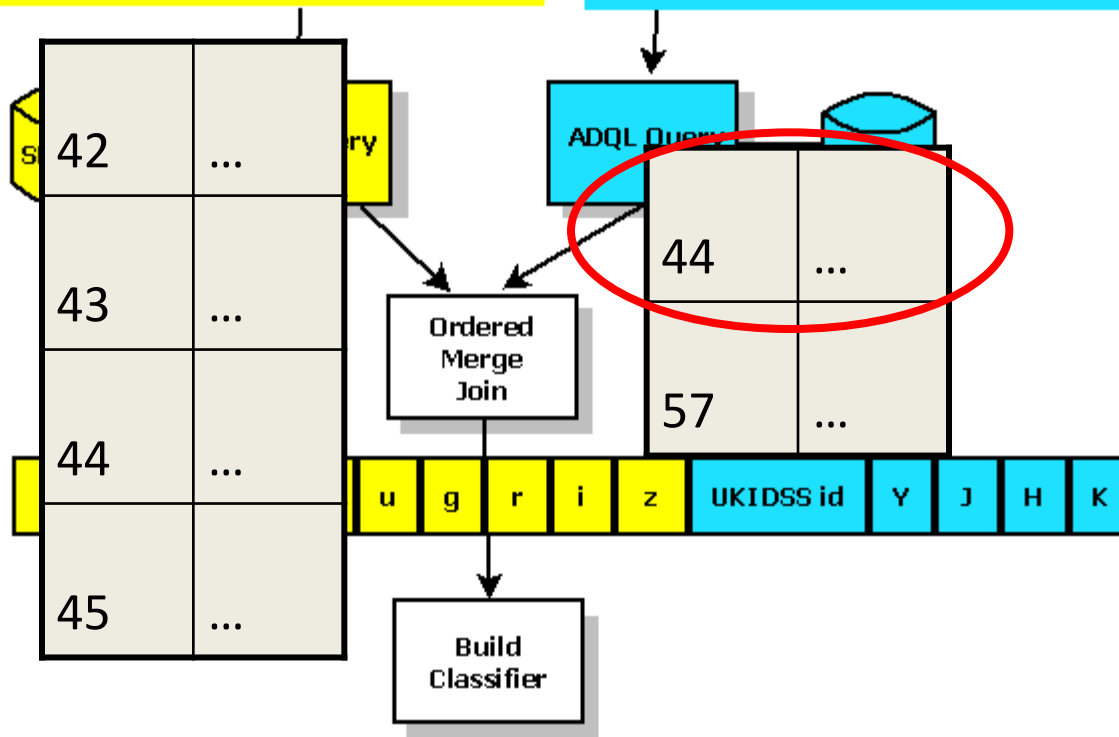 ADQL Query
42 ...
43 ...
44 ...
45 ...
44 ...
57 ...
Ordered
Merge
Join
u g r i z UKIDSS id Y J H K
Build
Classifier